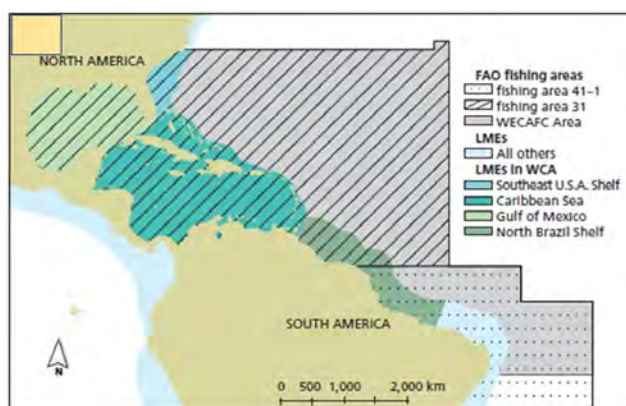 NORTH AMERICA
FAO fishing areas
fishing area 41-1
fishing area 31
WECAFC Area
LMEs
All others
LMEs in WCA
Southeast U.S.A. Shelf
Caribbean Sea
Gulf of Mexico
North Brazil Shelf
SOUTH AMERICA
N
0 500 1,000 2,000 km